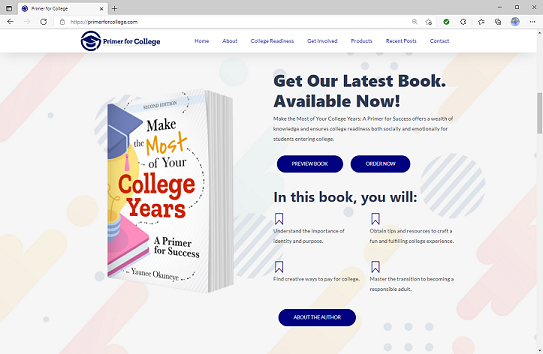 Primer for College
https://primerforcollege.com
Primer for College
Home About College Readiness Get Involved Products Recent Posts Contact
SECOND EDITION
Make
the Most
of Your
College
Years
A Primer
for Success
Yannee Okuneye
Get Our Latest Book.
Available Now!
Make the Most of Your College Years: A Primer for Success offers a wealth of
knowledge and ensures college readiness both socially and emotionally for
students entering college.
PREVIEW BOOK ORDER NOW
In this book, you will:
Understand the importance of
identity and purpose.
Obtain tips and resources to craft a
fun and fulfilling college experience.
Find creative ways to pay for college.
Master the transition to becoming a
responsible adult.
ABOUT THE AUTHOR